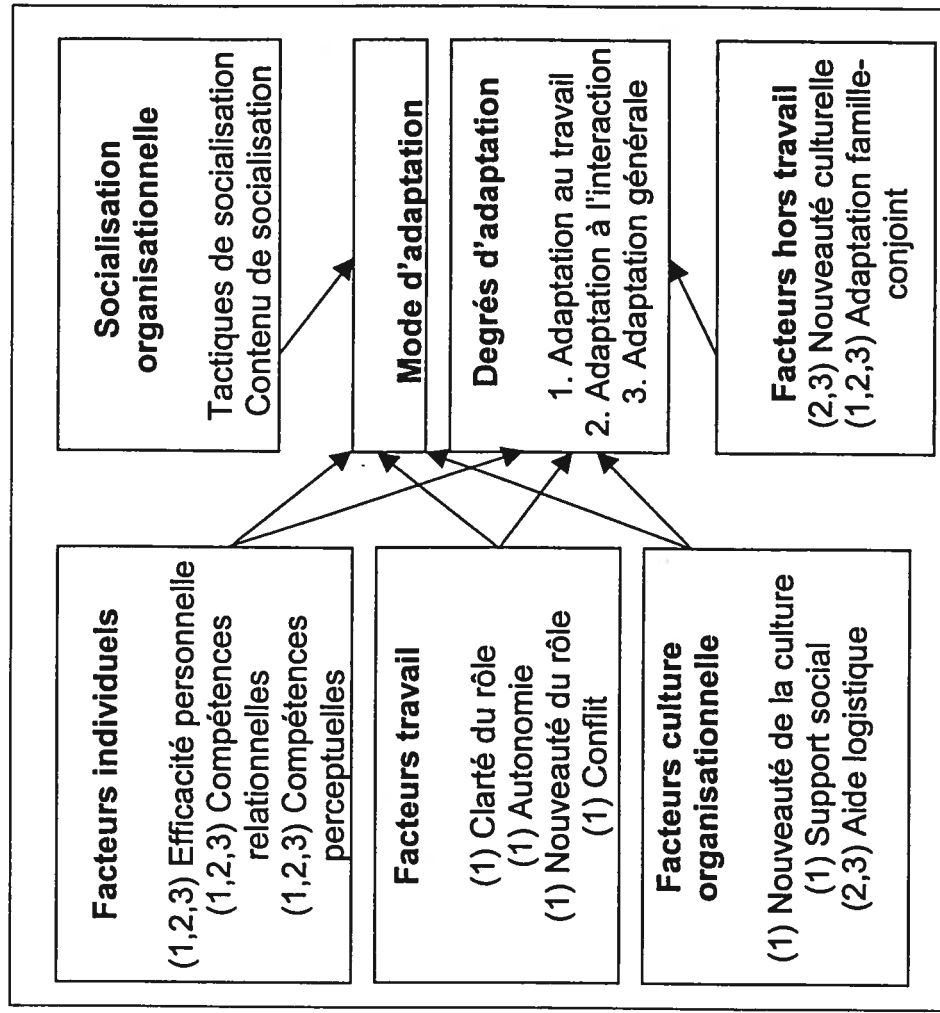 Facteurs individuels
(1,2,3) Efficacité personnelle
(1,2,3) Compétences
relationnelles
(1,2,3) Compétences
perceptuelles
Facteurs travail
(1) Clarté du rôle
(1) Autonomie
(1) Nouveauté du rôle
(1) Conflit
Facteurs culture
organisationnelle
(1) Nouveauté de la culture
(1) Support social
(2,3) Aide logistique
Socialisation
organisationnelle
Tactiques de socialisation
Contenu de socialisation
Mode d'adaptation
Degrés d'adaptation
1. Adaptation au travail
2. Adaptation à l'interaction
3. Adaptation générale
Facteurs hors travail
(2,3) Nouveauté culturelle
(1,2,3) Adaptation famille-
conjoint